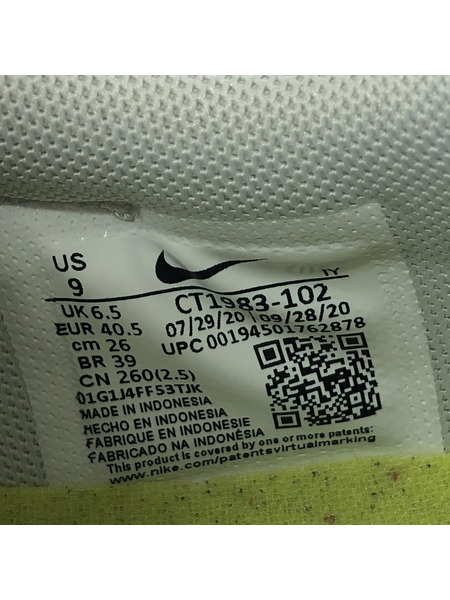 US
9
IY
UK 6.5
CT1983-102
EUR 40.5
07/29/20 09/28/20
cm 26
UPC 00194501762878
BR 39
CN 260(2.5)
01G1J4FF53TJK
MADE IN INDONESIA
HECHO EN INDONESIA
FABRIQUE EN INDONESIE
FABRICADO NA INDONÉSIA
This product is covered by one or more patents.
www.nike.com/patentsvirtualmarking